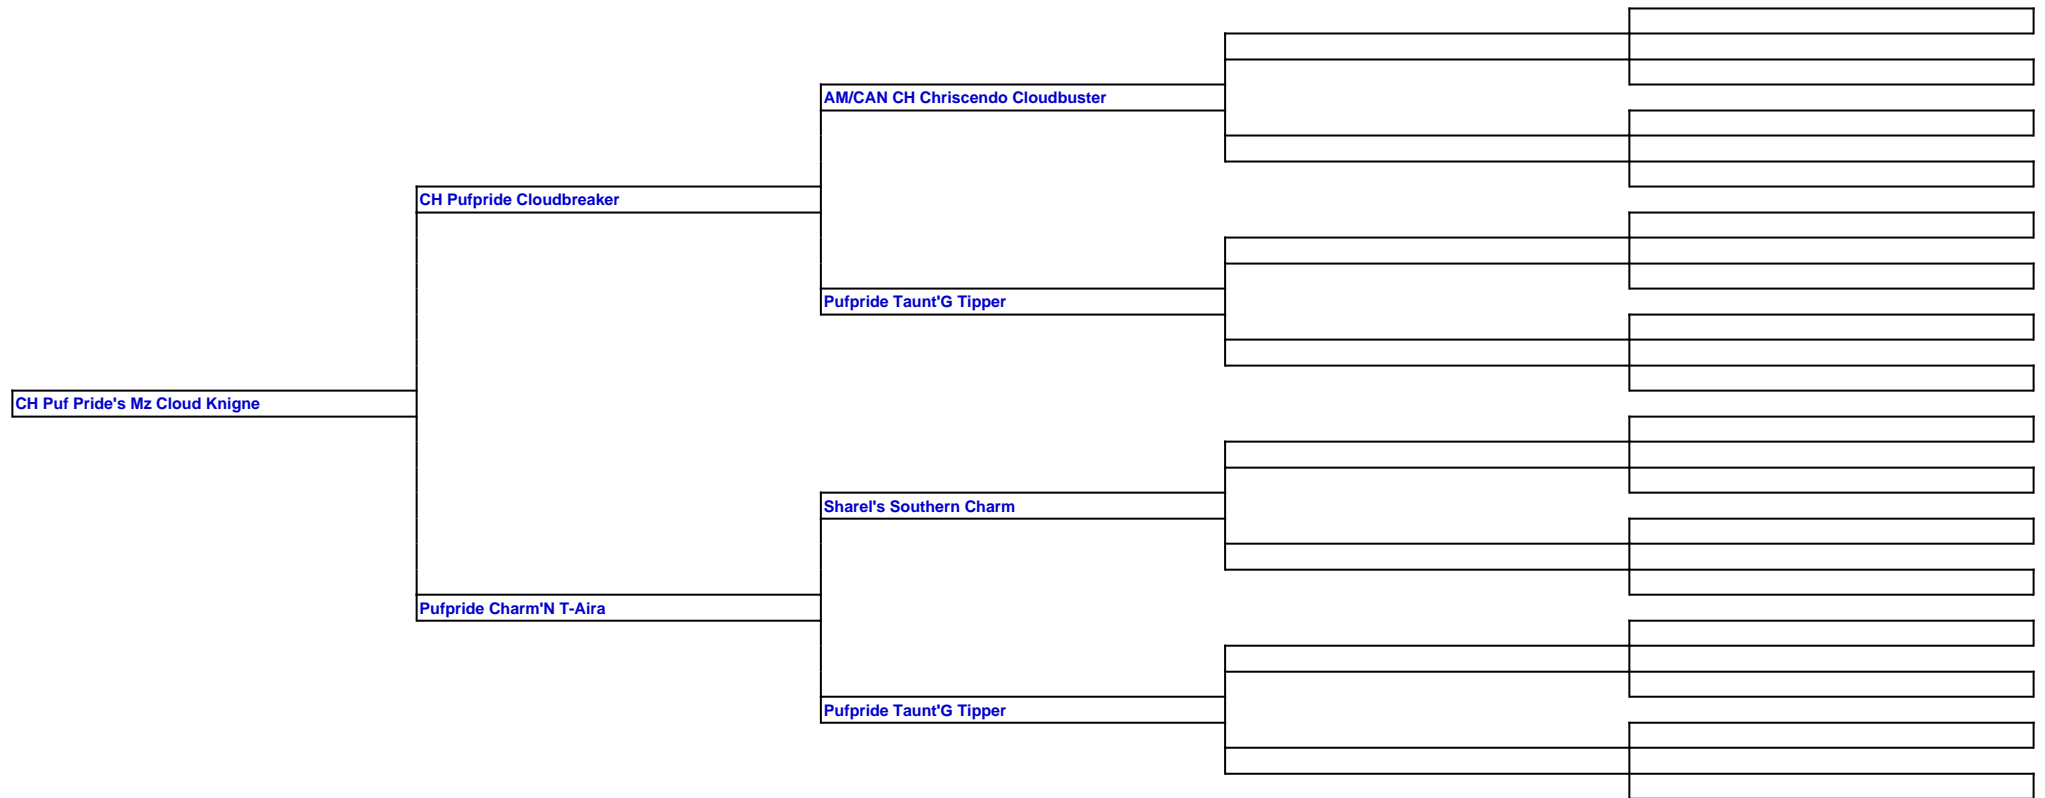 AM/CAN CH Chriscendo Cloudbuster
CH Pufpride Cloudbreaker
Pufpride Taunt'G Tipper
CH Puf Pride's Mz Cloud Knigne
Sharel's Southern Charm
Pufpride Charm'N T-Aira
Pufpride Taunt'G Tipper